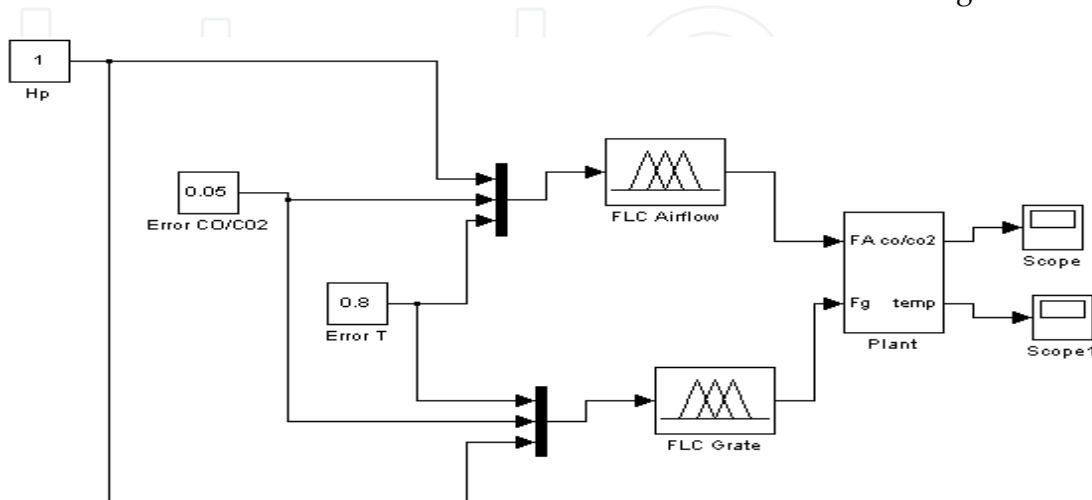 g
1
Hp
0.05
Error CO/CO2
0.8
Error T
FLC Airflow
FA co/co2
Fg temp
Plant
Scope
Scope1
FLC Grate